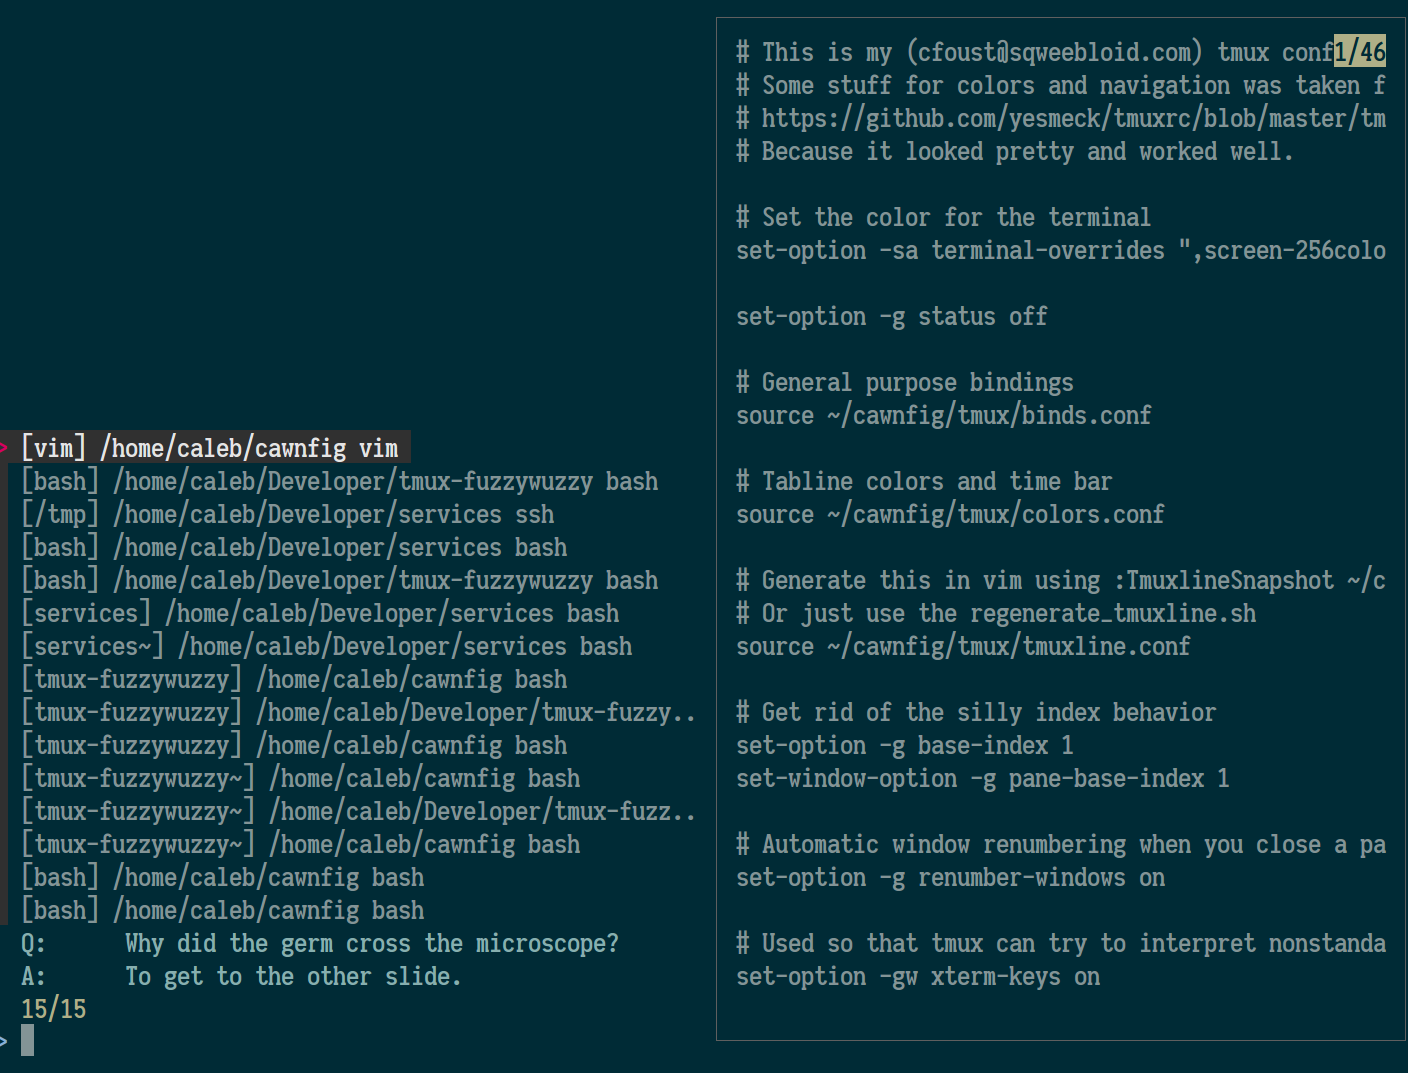 > [vim] /home/caleb/cawnfig vim
[bash] /home/caleb/Developer/tmux-fuzzywuzzy bash
[/tmp] /home/caleb/Developer/services ssh
[bash] /home/caleb/Developer/services bash
[bash] /home/caleb/Developer/tmux-fuzzywuzzy bash
[services] /home/caleb/Developer/services bash
[services~] /home/caleb/Developer/services bash
[tmux-fuzzywuzzy] /home/caleb/cawnfig bash
[tmux-fuzzywuzzy] /home/caleb/Developer/tmux-fuzzy..
[tmux-fuzzywuzzy] /home/caleb/cawnfig bash
[tmux-fuzzywuzzy~] /home/caleb/cawnfig bash
[tmux-fuzzywuzzy~] /home/caleb/Developer/tmux-fuzz..
[tmux-fuzzywuzzy~] /home/caleb/cawnfig bash
[bash] /home/caleb/cawnfig bash
[bash] /home/caleb/cawnfig bash
Q: Why did the germ cross the microscope?
A: To get to the other slide.
15/15
>
# This is my (cfoust@sqweebloid.com) tmux conf1/46
# Some stuff for colors and navigation was taken f
# https://github.com/yesmeck/tmuxrc/blob/master/tm
# Because it looked pretty and worked well.
# Set the color for the terminal
set-option -sa terminal-overrides ",screen-256colo
set-option -g status off
# General purpose bindings
source ~/cawnfig/tmux/binds.conf
# Tabline colors and time bar
source ~/cawnfig/tmux/colors.conf
# Generate this in vim using :TmuxlineSnapshot ~/c
# Or just use the regenerate_tmuxline.sh
source ~/cawnfig/tmux/tmuxline.conf
# Get rid of the silly index behavior
set-option -g base-index 1
set-window-option -g pane-base-index 1
# Automatic window renumbering when you close a pa
set-option -g renumber-windows on
# Used so that tmux can try to interpret nonstanda
set-option -gw xterm-keys on